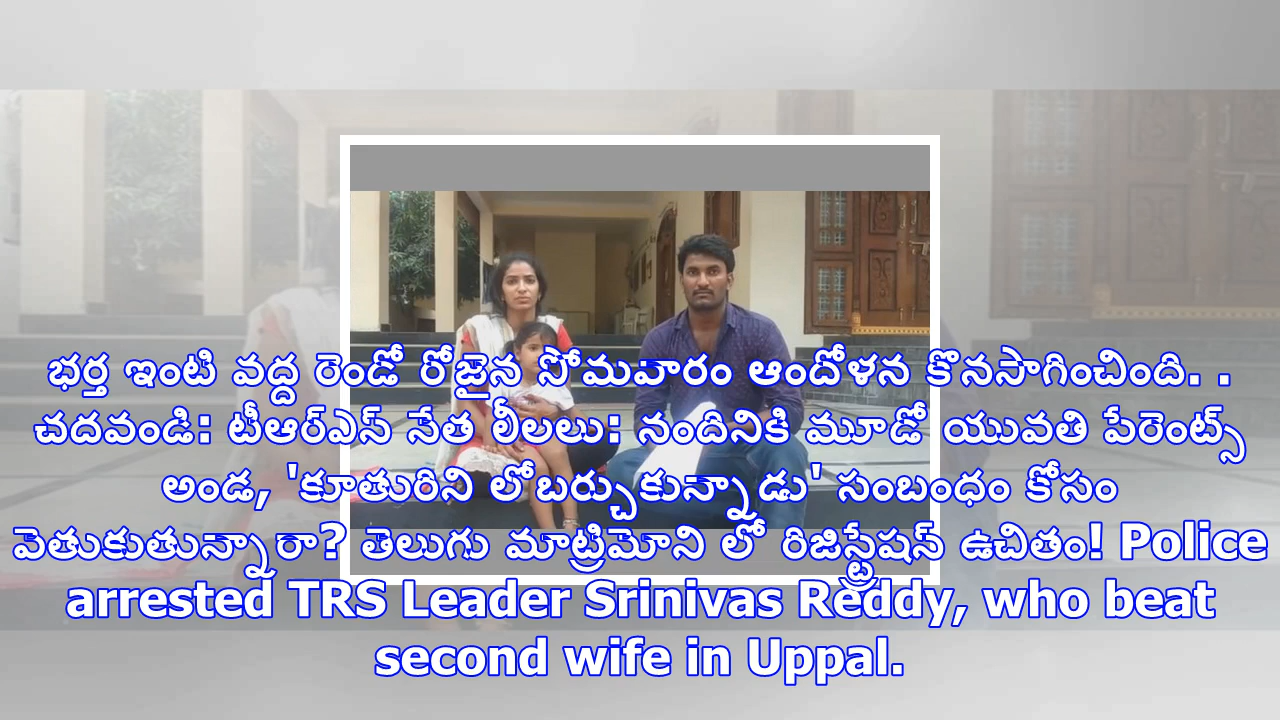 భర్త ఇంటి వద్ద రెండో రోజైన సోమవారం ఆందోళన కొనసాగించింది. .
చదవండి: టీఆర్ఎస్ నేత లీలలు: నందినికి మూడో యువతి పేరెంట్స్
అండ, 'కూతురిని లోబర్చుకున్నాడు' సంబంధం కోసం
వెతుకుతున్నారా? తెలుగు మాట్రిమోని లో రిజిస్ట్రేషన్ ఉచితం! Police
arrested TRS Leader Srinivas Reddy, who beat
second wife in Uppal.